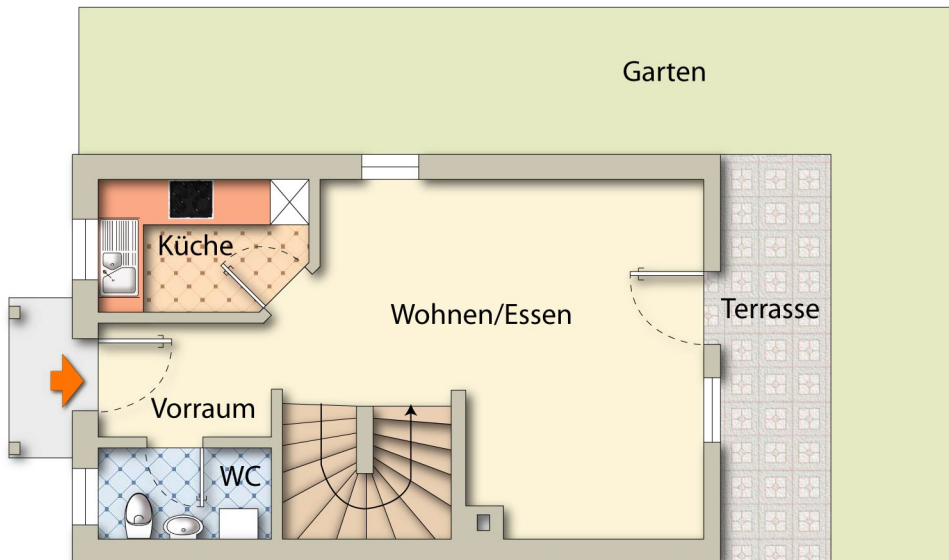 Garten
Küche
Wohnen/Essen
Terrasse
Vorraum
WC